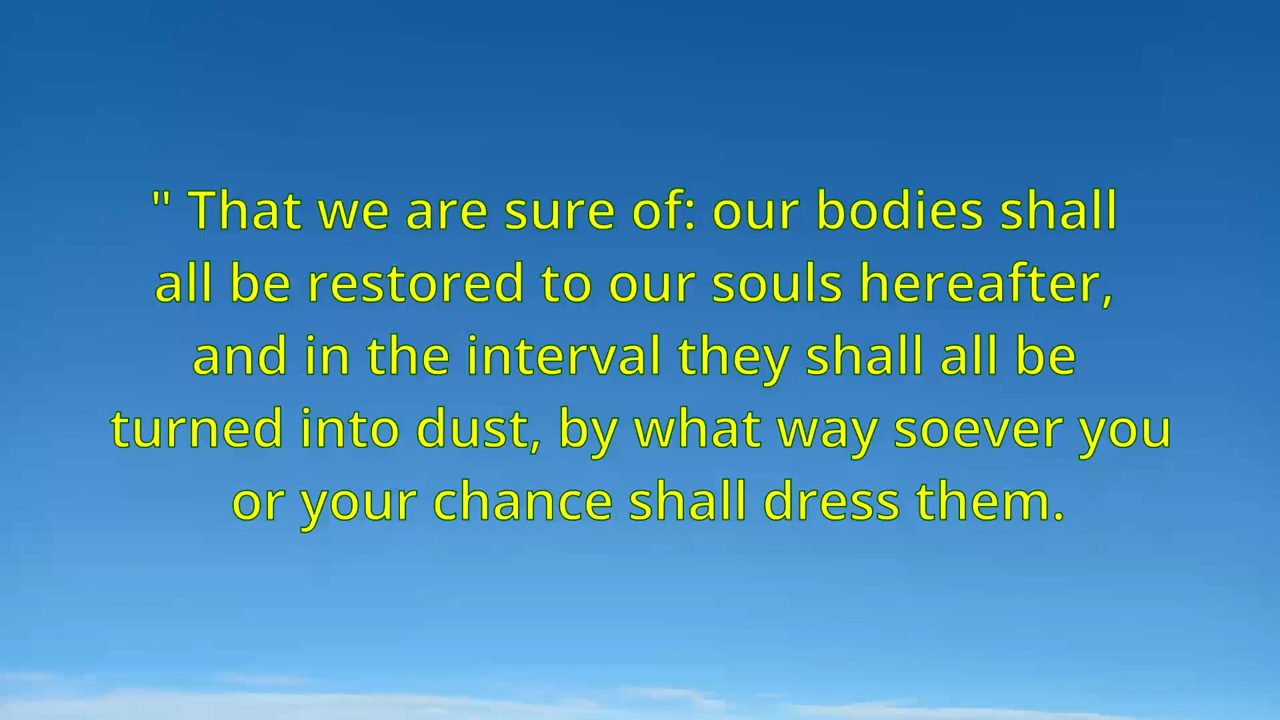 " That we are sure of: our bodies shall
all be restored to our souls hereafter,
and in the interval they shall all be
turned into dust, by what way soever you
or your chance shall dress them.